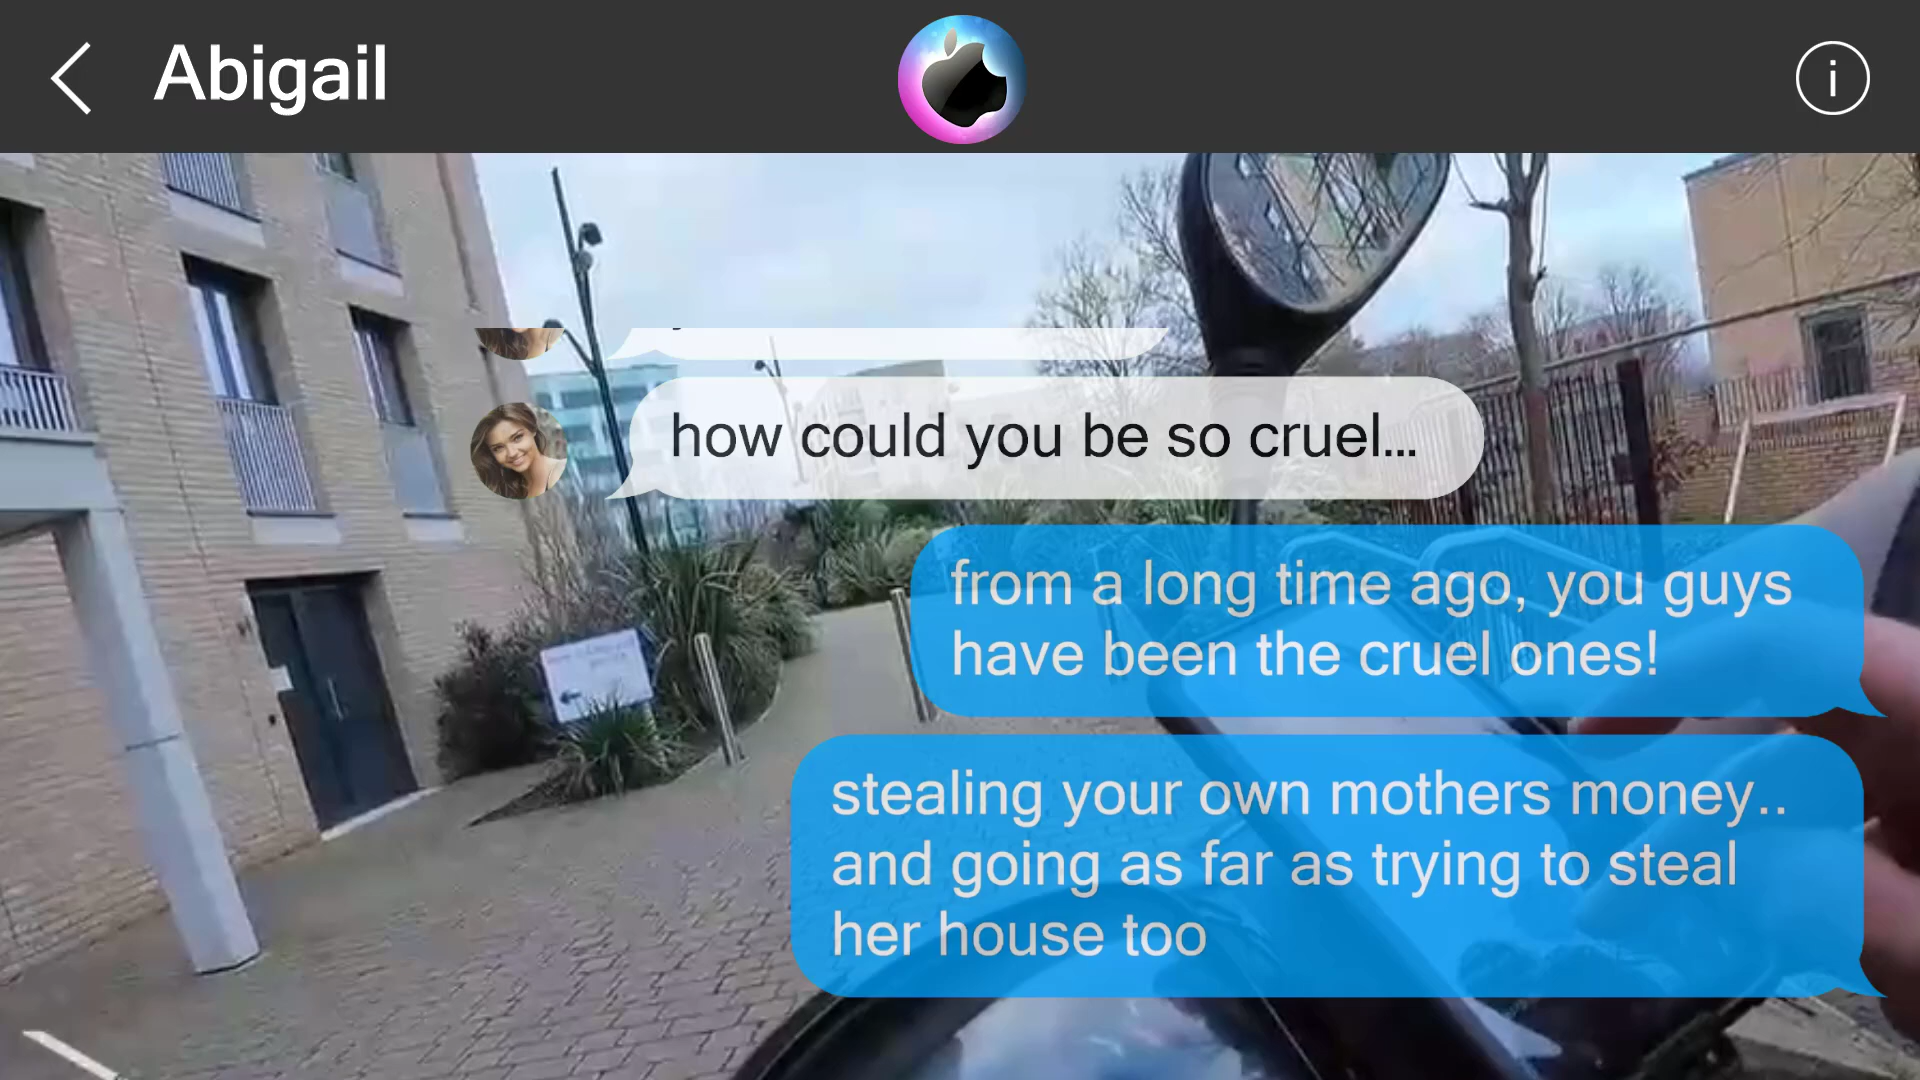 Abigail
how could you be so cruel...
from a long time ago, you guys
have been the cruel ones!
stealing your own mothers money..
and going as far as trying to steal
her house too